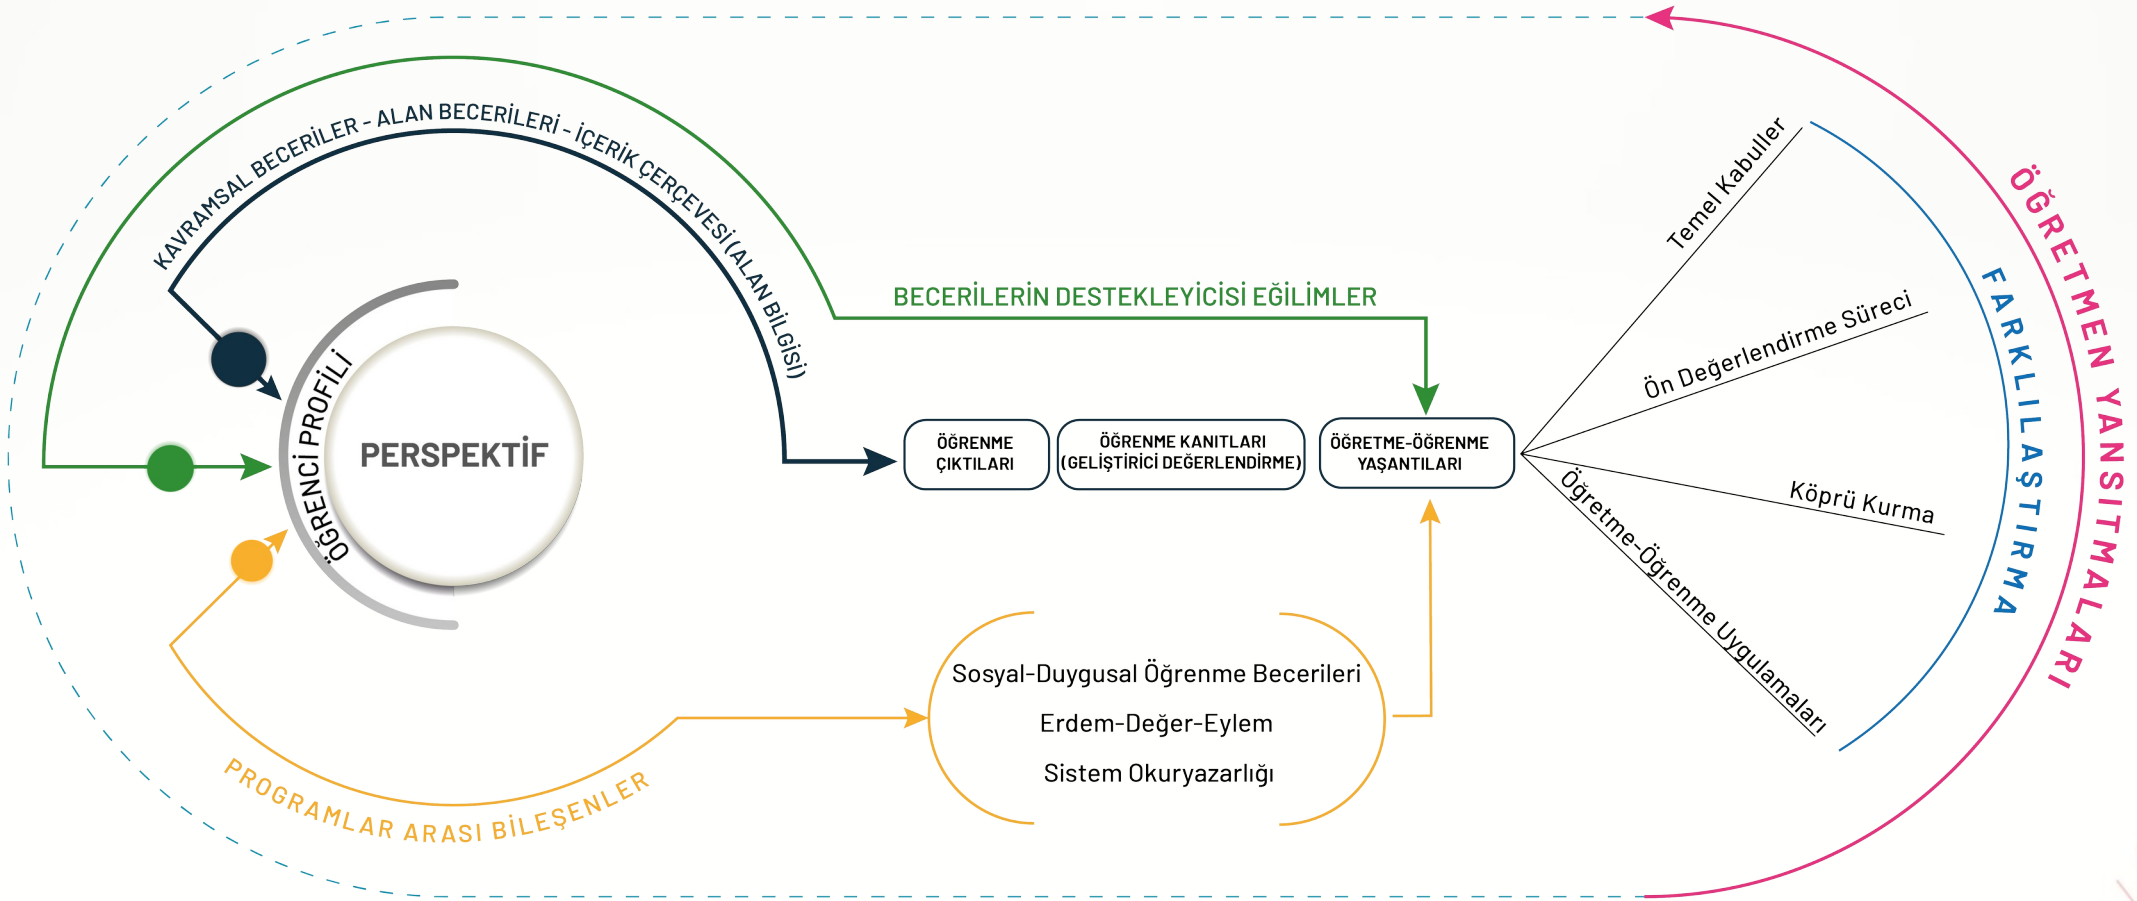 KAVRAMSAL BECERİLER - ALAN BECERİLERİ - İÇERİK ÇERÇEVESİ (ALAN BİLGİSİ)
BECERİLERİN DESTEKLEYİCİSİ EĞİLİMLER
ÖĞRENCİ PROFİLİ
PERSPEKTİF
ÖĞRENME
ÇIKTILARI
ÖĞRENME KANITLARI
(GELİŞTİRİCİ DEĞERLENDİRME)
ÖĞRETME-ÖĞRENME
YAŞANTILARI
Temel Kabuller
Ön Değerlendirme Süreci
Köprü Kurma
Öğretme-Öğrenme Uygulamaları
FARKLILAŞTIRMA
ÖĞRETMEN YANSITMALARI
Sosyal-Duygusal Öğrenme Becerileri
Erdem-Değer-Eylem
Sistem Okuryazarlığı
PROGRAMLAR ARASI BİLEŞENLER